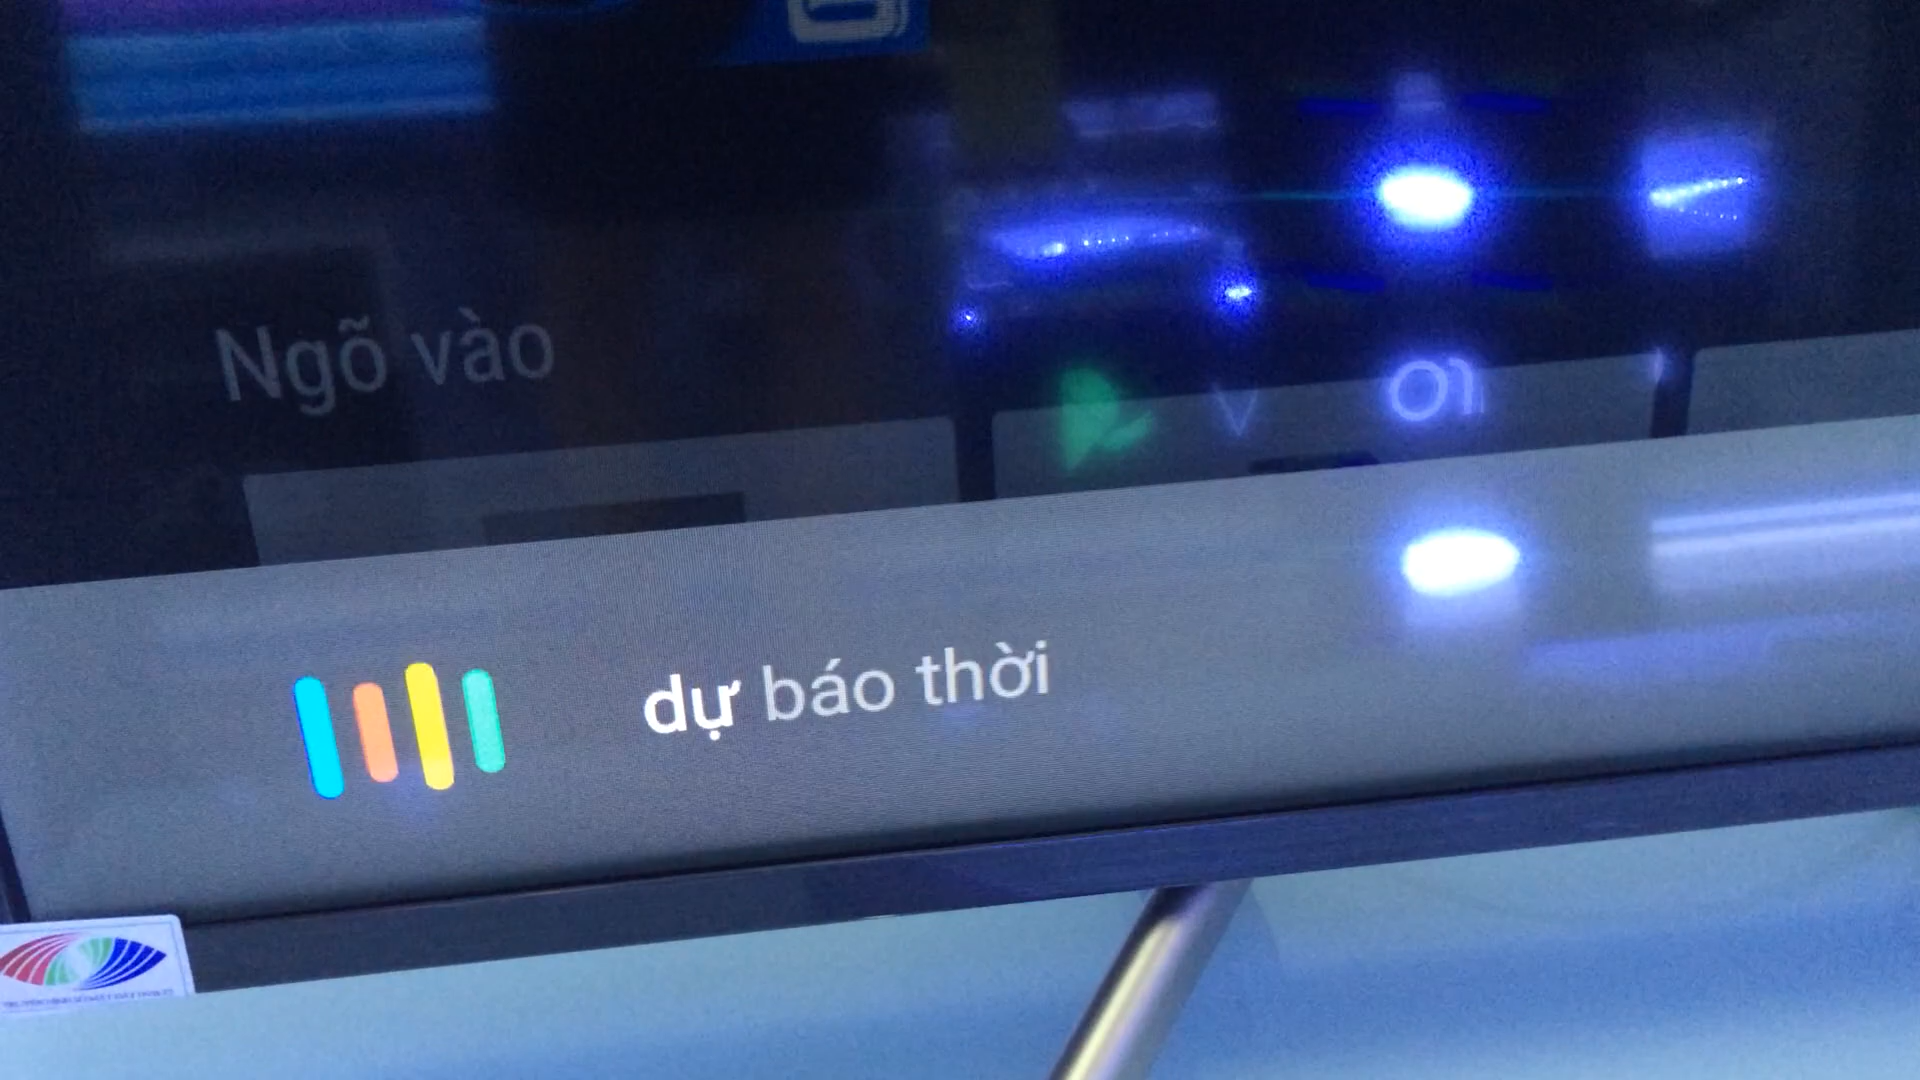 Ngõ vào
dự báo thời